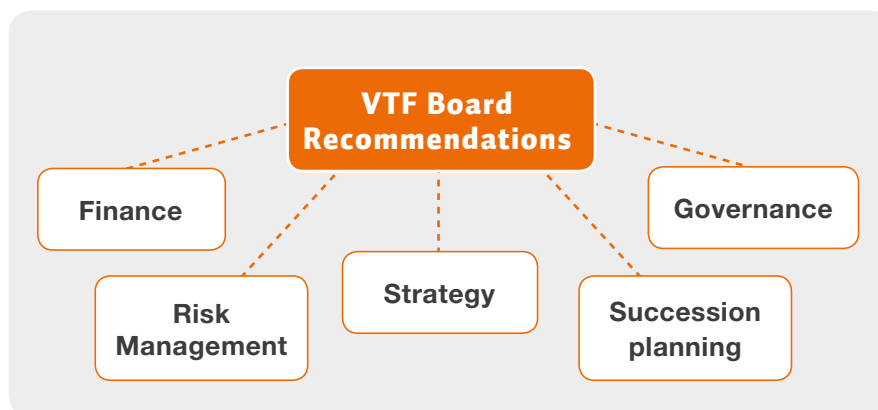 VTF Board
Recommendations
Finance
Governance
Risk
Management
Strategy
Succession
planning